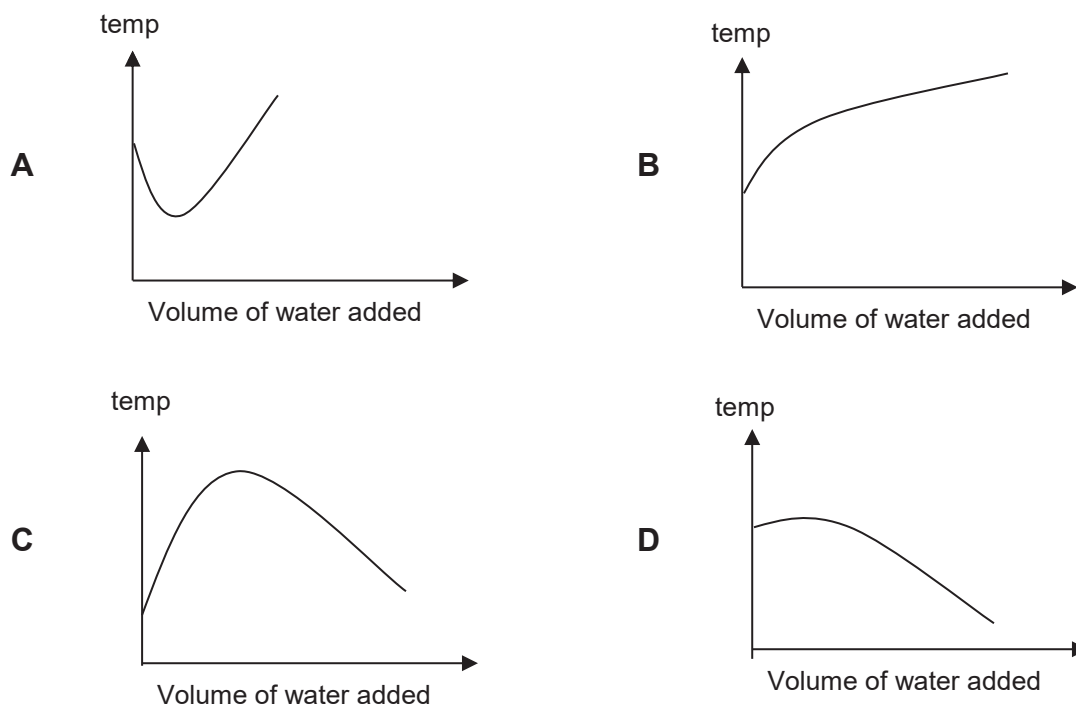 temp
A
Volume of water added
temp
B
Volume of water added
temp
C
Volume of water added
temp
D
Volume of water added